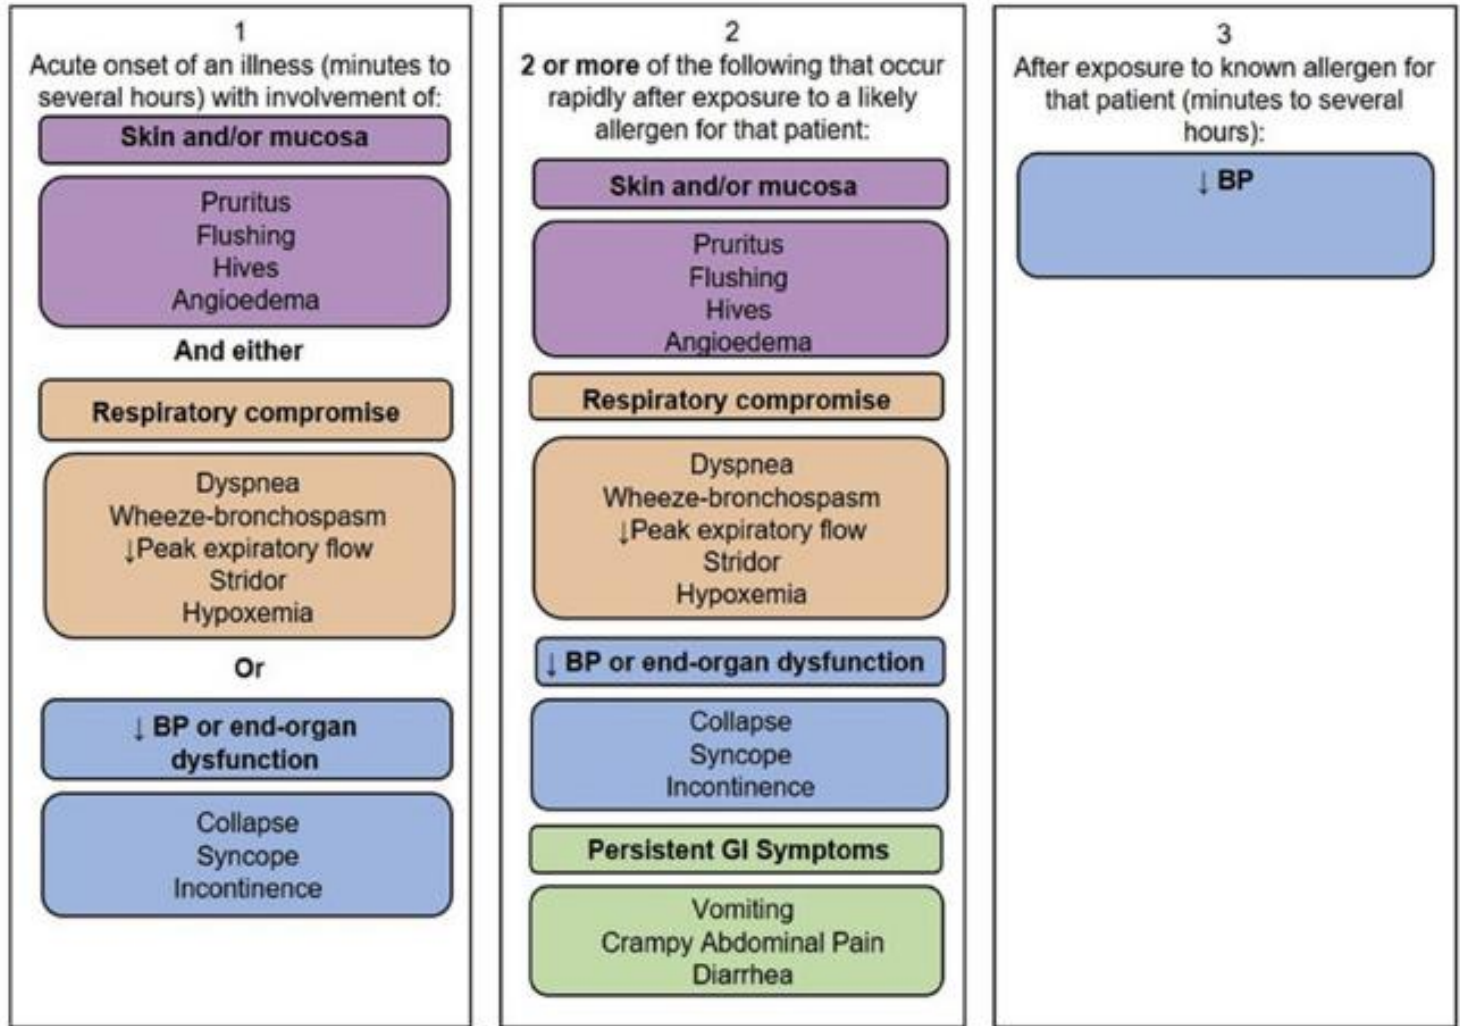 1
Acute onset of an illness (minutes to
several hours) with involvement of:
Skin and/or mucosa
Pruritus
Flushing
Hives
Angioedema
And either
Respiratory compromise
Dyspnea
Wheeze-bronchospasm
↓Peak expiratory flow
Stridor
Hypoxemia
Or
↓ BP or end-organ
dysfunction
Collapse
Syncope
Incontinence
2
2 or more of the following that occur
rapidly after exposure to a likely
allergen for that patient:
Skin and/or mucosa
Pruritus
Flushing
Hives
Angioedema
Respiratory compromise
Dyspnea
Wheeze-bronchospasm
↓Peak expiratory flow
Stridor
Hypoxemia
↓ BP or end-organ dysfunction
Collapse
Syncope
Incontinence
Persistent GI Symptoms
Vomiting
Crampy Abdominal Pain
Diarrhea
3
After exposure to known allergen for
that patient (minutes to several
hours):
↓ BP